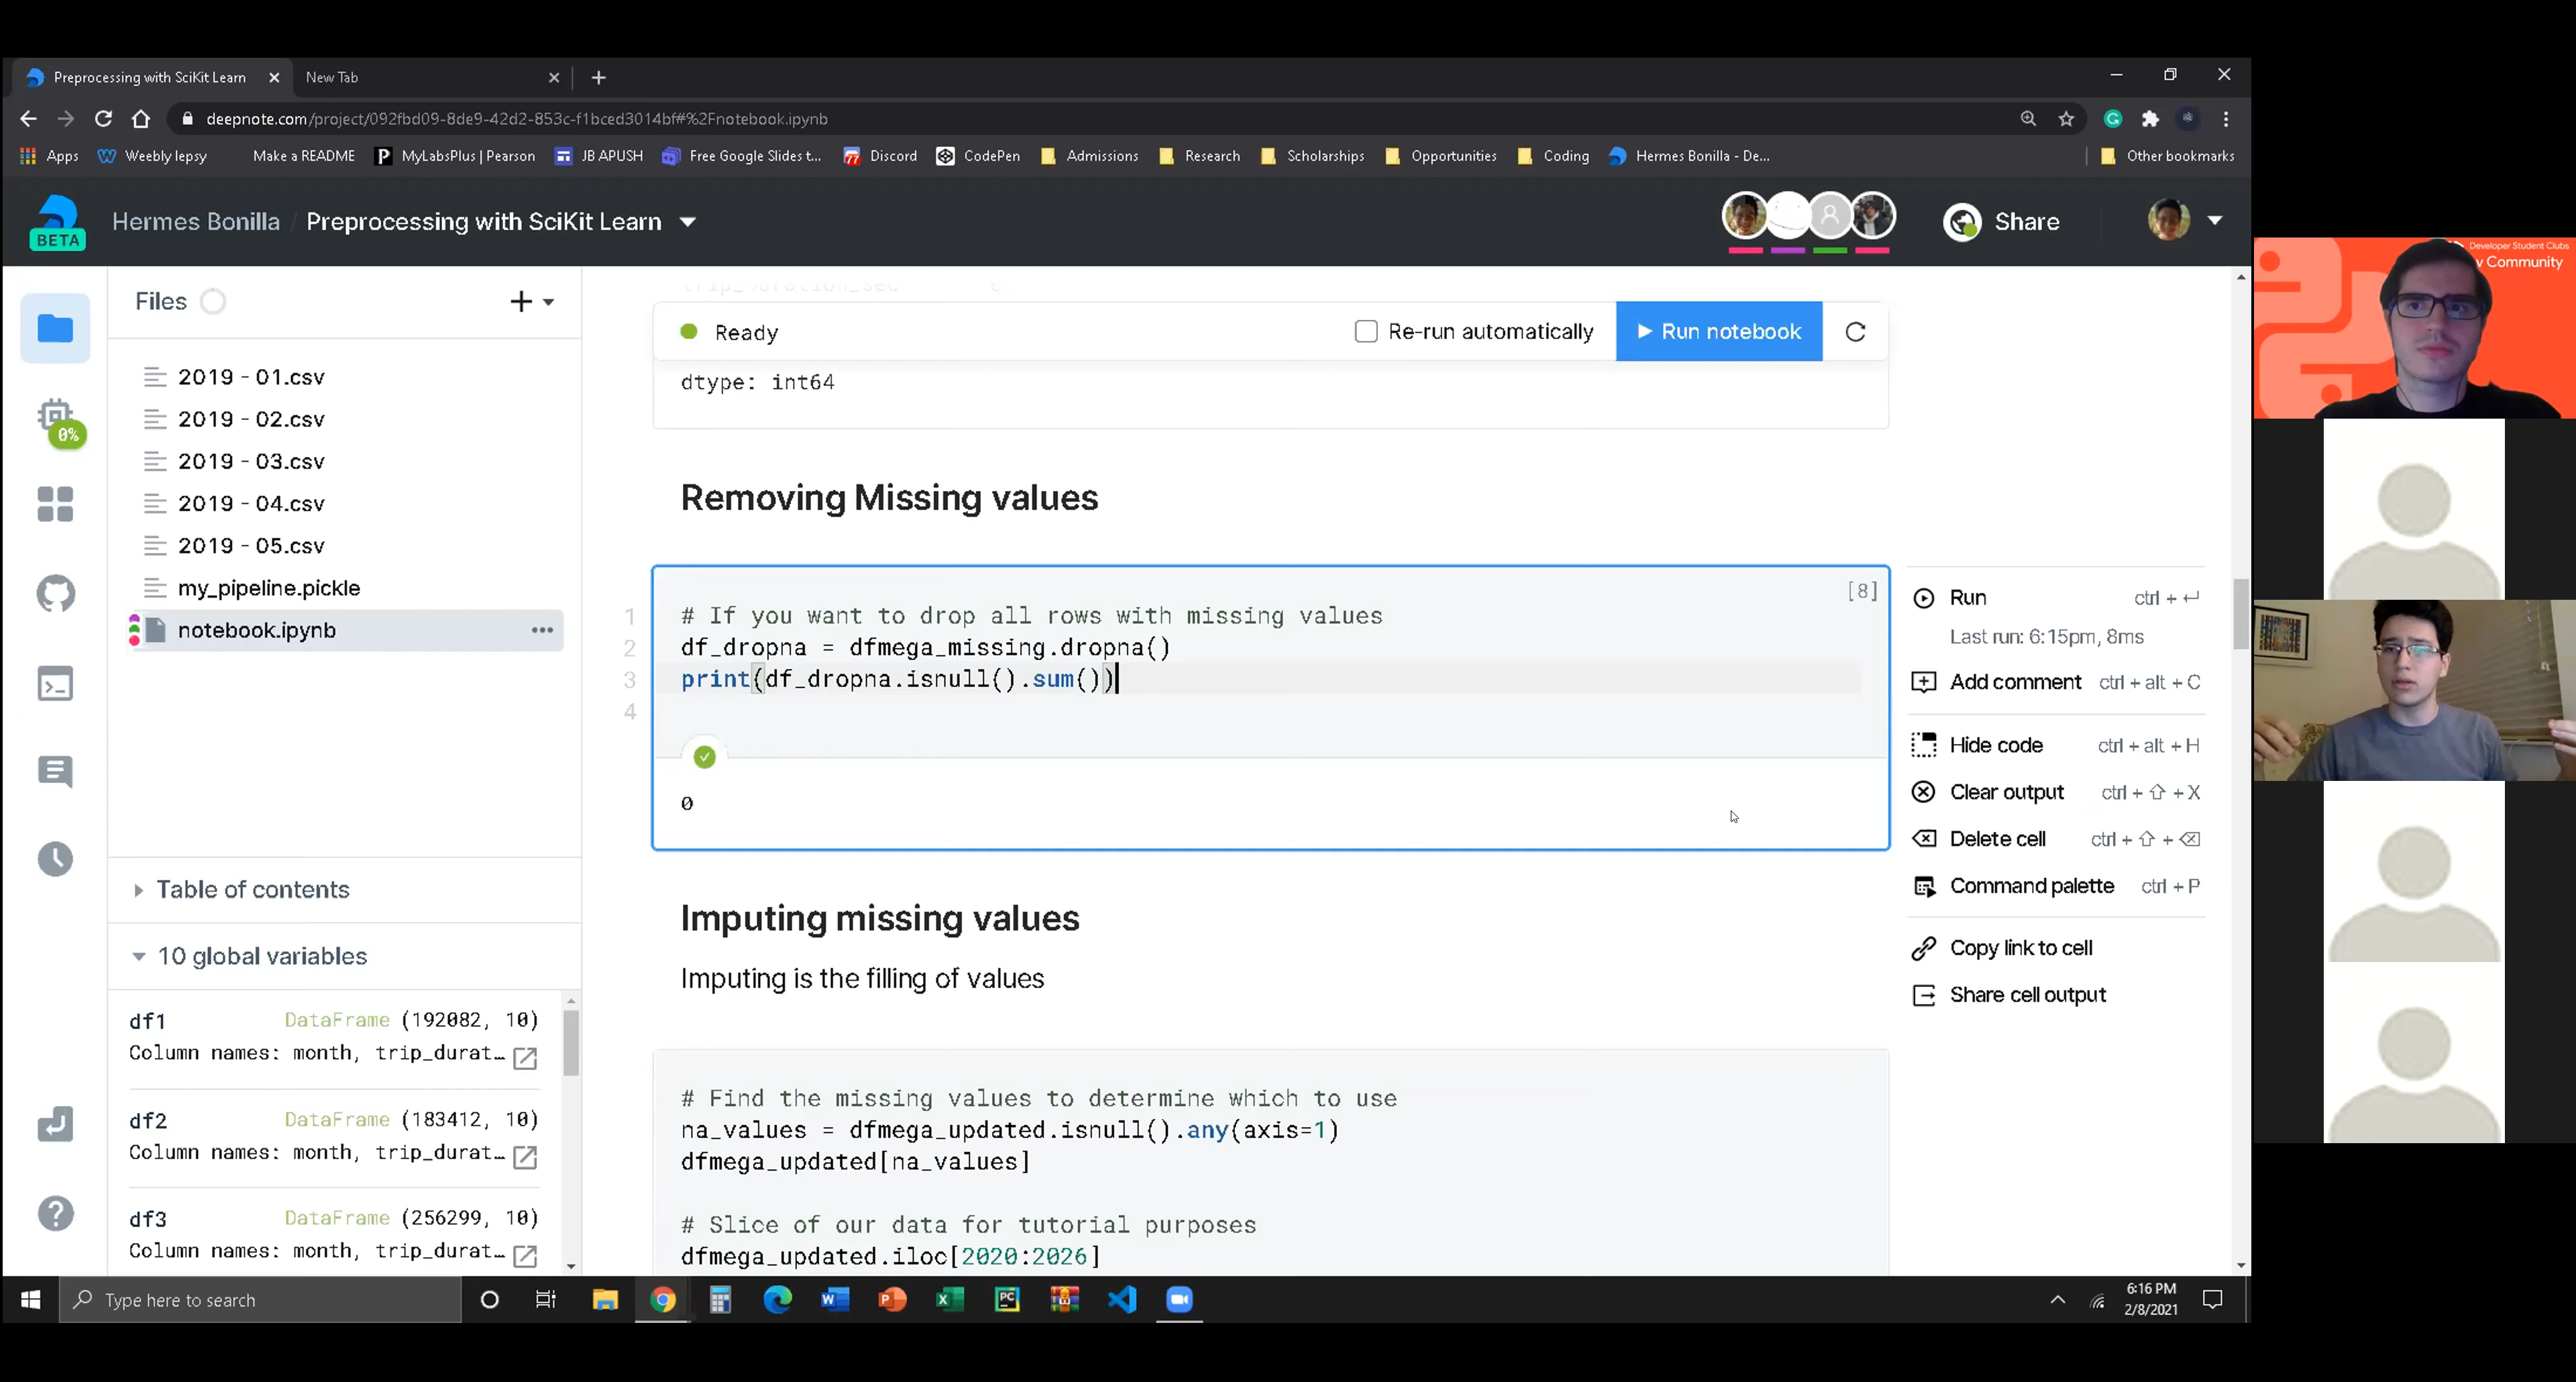 Preprocessing with SciKit Learn
New Tab
deepnote.com/project/092fbd09-8de9-42d2-853c-f1bced3014bf#%2Fnotebook.ipynb
Apps
Weebly lepsy
Make a README
MyLabsPlus | Pearson
JB APUSH
Free Google Slides t...
Discord
CodePen
Admissions
Research
Scholarships
Opportunities
Coding
Hermes Bonilla - De...
Other bookmarks
BETA
Hermes Bonilla / Preprocessing with SciKit Learn
Share
Developer Student Clubs
v Community
Files
2019 - 01.csv
2019 - 02.csv
2019 - 03.csv
2019 - 04.csv
2019 - 05.csv
my_pipeline.pickle
notebook.ipynb
0%
Table of contents
10 global variables
df1 DataFrame (192082, 10)
Column names: month, trip_durat...
df2 DataFrame (183412, 10)
Column names: month, trip_durat...
df3 DataFrame (256299, 10)
Column names: month, trip_durat...
trip_duration_sec
Ready
Re-run automatically
Run notebook
dtype: int64
Removing Missing values
[8]
1 # If you want to drop all rows with missing values
2 df_dropna = dfmega_missing.dropna()
3 print(df_dropna.isnull().sum())
4
0
Imputing missing values
Imputing is the filling of values
# Find the missing values to determine which to use
na_values = dfmega_updated.isnull().any(axis=1)
dfmega_updated[na_values]
# Slice of our data for tutorial purposes
dfmega_updated.iloc[2020:2026]
Run ctrl + ↵
Last run: 6:15pm, 8ms
Add comment ctrl + alt + C
Hide code ctrl + alt + H
Clear output ctrl + ⇧ + X
Delete cell ctrl + ⇧ + ⌫
Command palette ctrl + P
Copy link to cell
Share cell output
Type here to search
6:16 PM
2/8/2021